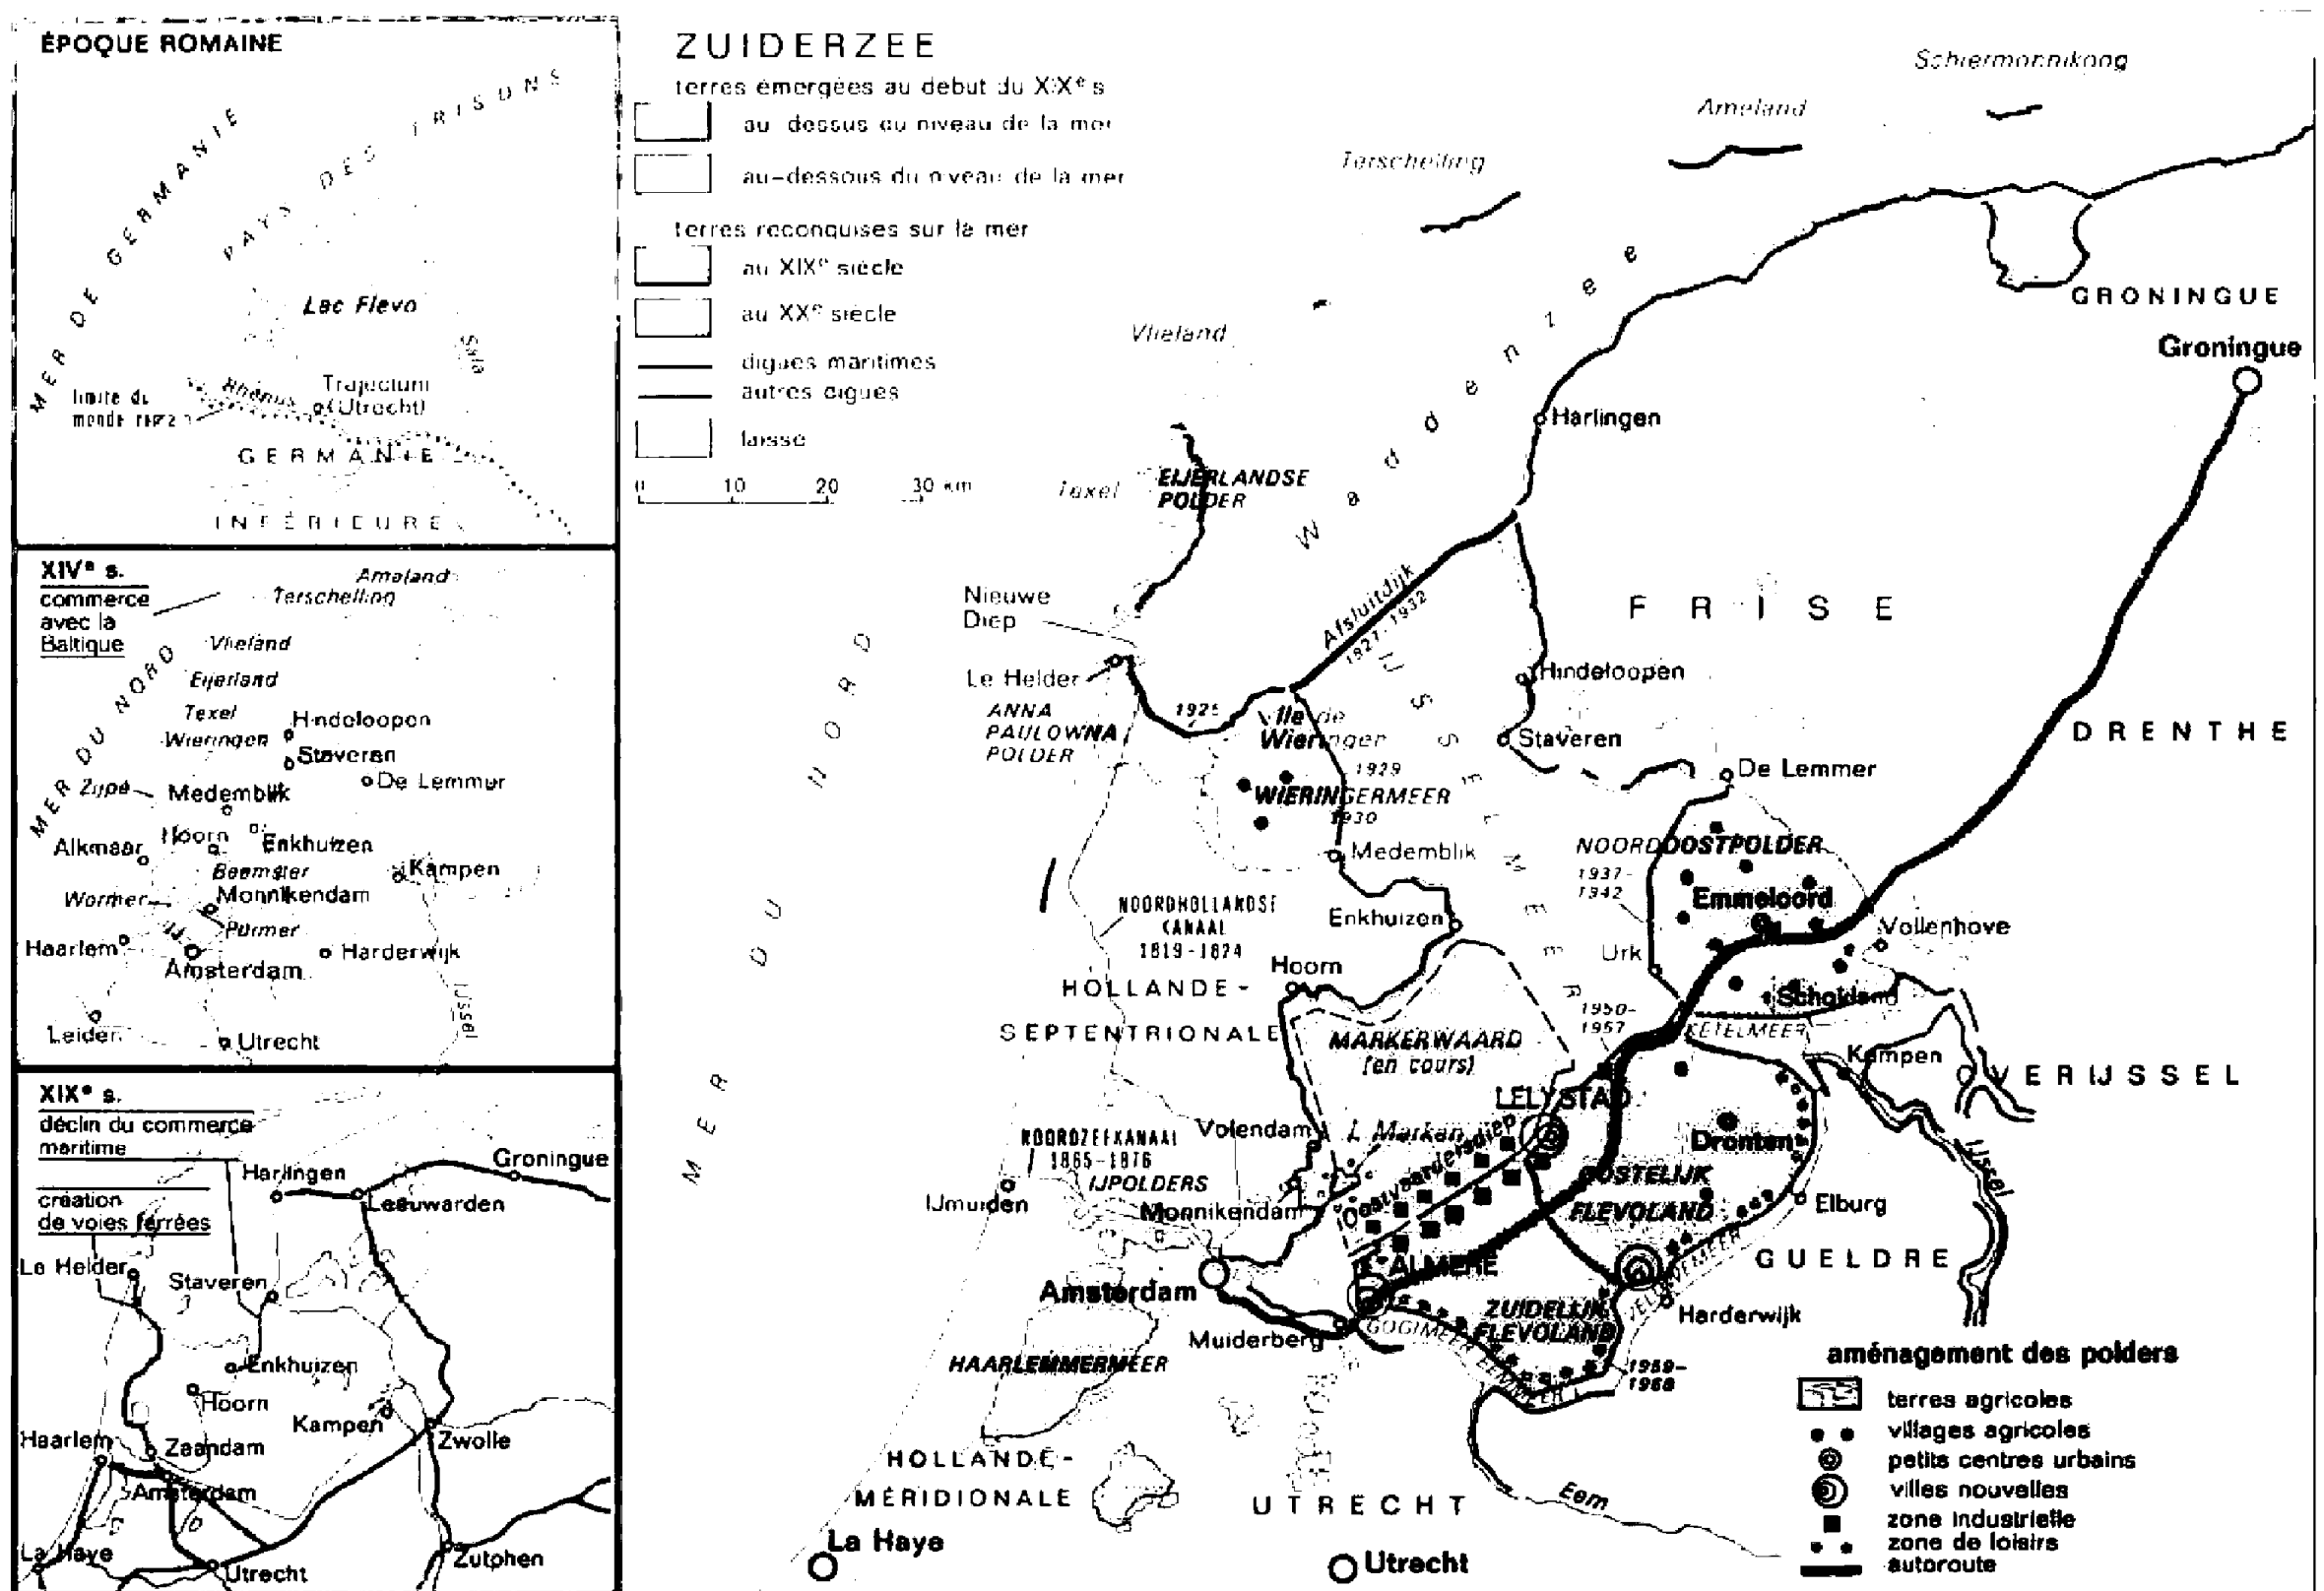 ÉPOQUE ROMAINE
MER DE GERMANIE
PAYS DES FRISONS
Lac Flevo
Sala
Rhenus
Trajectum
(Utrecht)
limite du
monde
GERMANIE
INFÉRIEURE
XIVe s.
commerce
avec la
Baltique
Ameland
Terschelling
MER DU NORD
Vlieland
Eijerland
Texel
Wieringen
Hindeloopen
Staveren
Zijpe
Medemblik
De Lemmer
Alkmaar
Hoorn
Enkhuizen
Beemster
Kampen
Wormer
Monnikendam
IJ
Purmer
Haarlem
Amsterdam
Harderwijk
IJssel
Leiden
Utrecht
XIXe s.
déclin du commerce
maritime
création
de voies ferrées
Harlingen
Groningue
Leeuwarden
Le Helder
Staveren
Enkhuizen
Hoorn
Kampen
Haarlem
Zaandam
Zwolle
Amsterdam
La Haye
Utrecht
Zutphen
ZUIDERZEE
terres émergées au debut du XIXe s
au dessus du niveau de la mer
au-dessous du niveau de la mer
terres reconquises sur la mer
au XIXe siècle
au XXe siècle
digues maritimes
autres digues
laisse
0 10 20 30 km
Schiermonnikoog
Ameland
Terschelling
Vlieland
Waddenzee
GRONINGUE
Groningue
Harlingen
Texel
EIJERLANDSE
POLDER
Nieuwe
Diep
Le Helder
ANNA
PAULOWNA
POLDER
Afsluitdijk
1927-1932
FRISE
Hindeloopen
Staveren
IJSSELMEER
Île de
Wieringen
1929
WIERINGERMEER
1930
Medemblik
De Lemmer
DRENTHE
NOORDOOSTPOLDER
1937-
1942
Emmeloord
Vollenhove
Urk
Schokland
MER DU NORD
NOORDHOLLANDSE
KANAAL
1819-1824
Enkhuizen
Hoorn
HOLLANDE-
SEPTENTRIONALE
1950-
1957
KETELMEER
Kampen
OVERIJSSEL
MARKERWAARD
(en cours)
LELYSTAD
Volendam
I. Marken
Oostvaardersdiep
Dronten
IJssel
NOORDZEEKANAAL
1865-1876
IJPOLDERS
IJmuiden
Monnikendam
OOSTELIJK
FLEVOLAND
Elburg
GUELDRE
ALMERE
Amsterdam
ZUIDELIJK
FLEVOLAND
Harderwijk
Muiderberg
GOOIMEER
HAARLEMMERMEER
1959-
1968
HOLLANDE-
MÉRIDIONALE
UTRECHT
Eem
La Haye
Utrecht
aménagement des polders
terres agricoles
villages agricoles
petits centres urbains
villes nouvelles
zone industrielle
zone de loisirs
autoroute